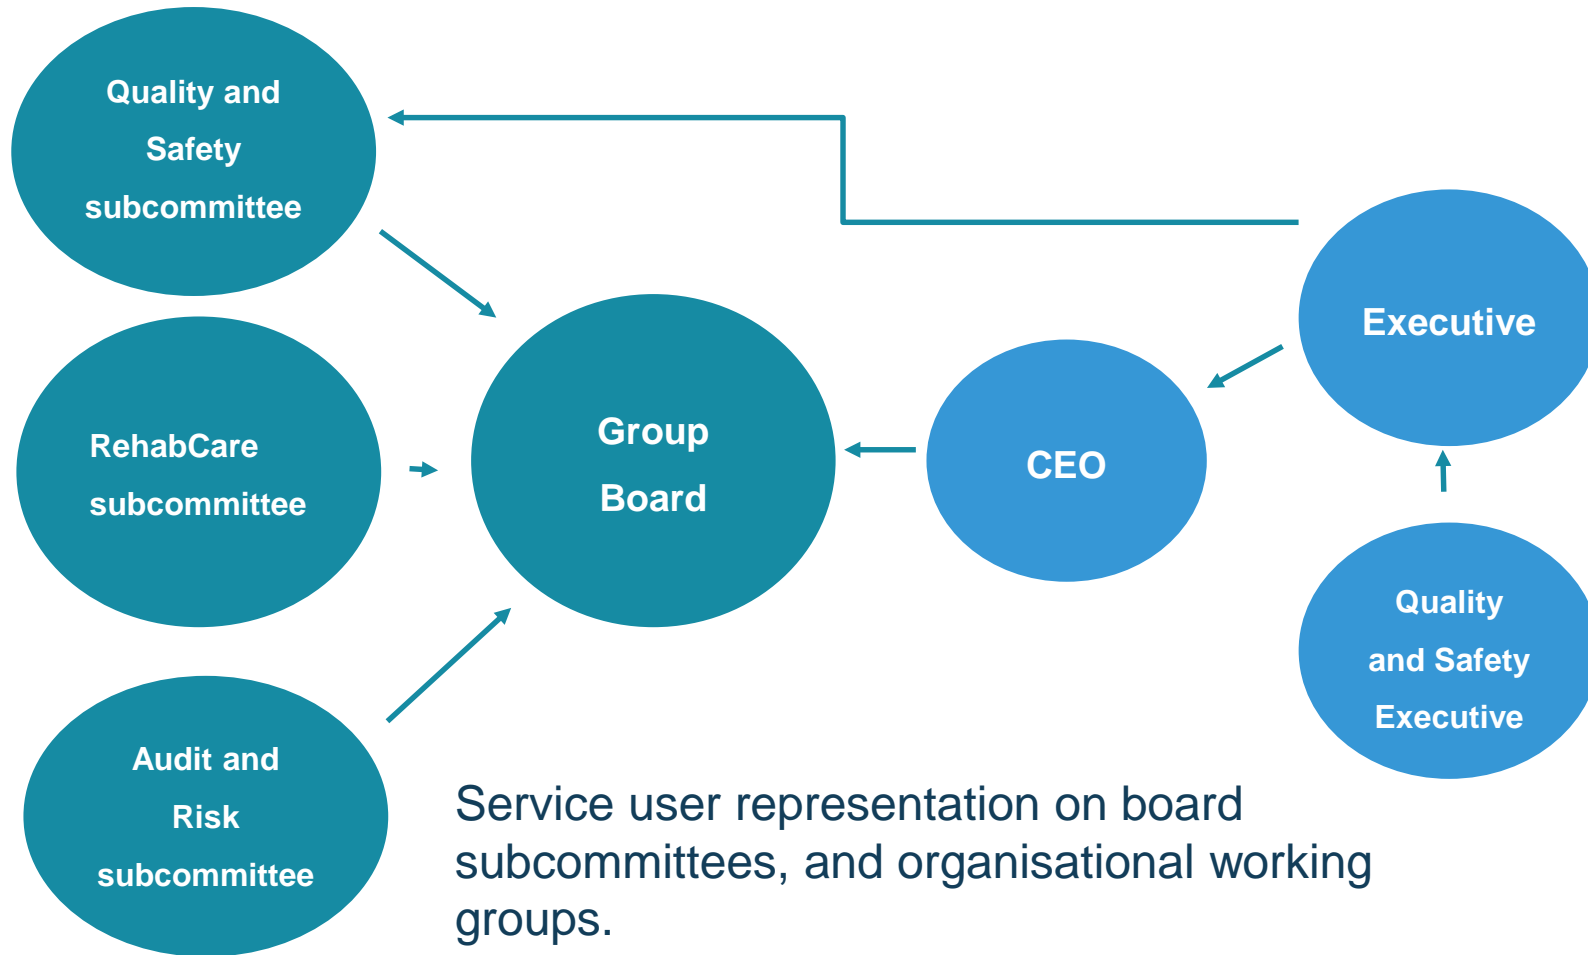 Quality and
Safety
subcommittee
Executive
RehabCare
subcommittee
Group
Board
CEO
Quality
and Safety
Executive
Audit and
Risk
subcommittee
Service user representation on board
subcommittees, and organisational working
groups.